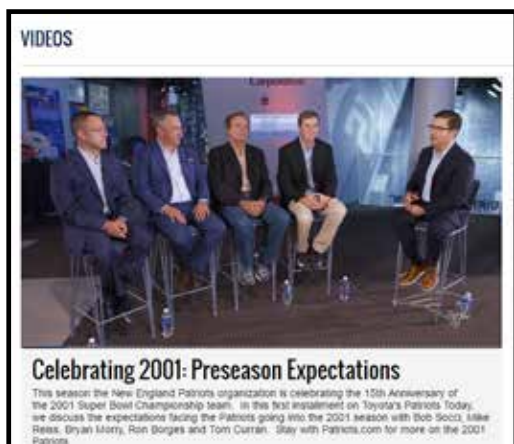 VIDEOS
Celebrating 2001: Preseason Expectations
This season the New England Patriots organization is celebrating the 15th Anniversary of
the 2001 Super Bowl Championship team. In this first installment on Toyota's Patriots Today,
we discuss the expectations facing the Patriots going into the 2001 season with Bob Socci, Mike
Reiss, Bryan Morry, Ron Borges and Tom Curran. Stay with Patriots.com for more on the 2001
Patriots